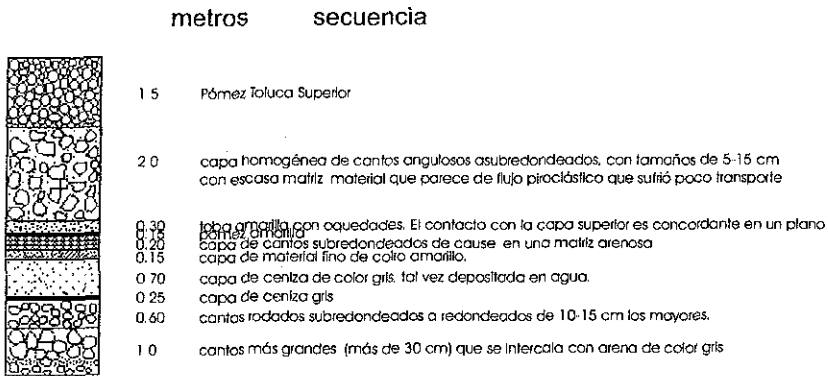 metros secuencia
1 5 Pómez Toluca Superior
2 0 capa homogénea de cantos angulosos asubredondeados, con tamaños de 5-15 cm
con escasa matriz material que parece de flujo piroclástico que sufrió poco transporte
0.30 toba amarilla con oquedades. El contacto con la capa superior es concordante en un plano
0.15 pómez amarilla
0.20 capa de cantos subredondeados de cause en una matriz arenosa
0.15 capa de material fino de colro amarillo.
0 70 capa de ceniza de color gris, tal vez depositada en agua.
0 25 capa de ceniza gris
0.60 cantos rodados subredondeados a redondeados de 10-15 cm los mayores.
1 0 cantos más grandes (más de 30 cm) que se intercala con arena de color gris